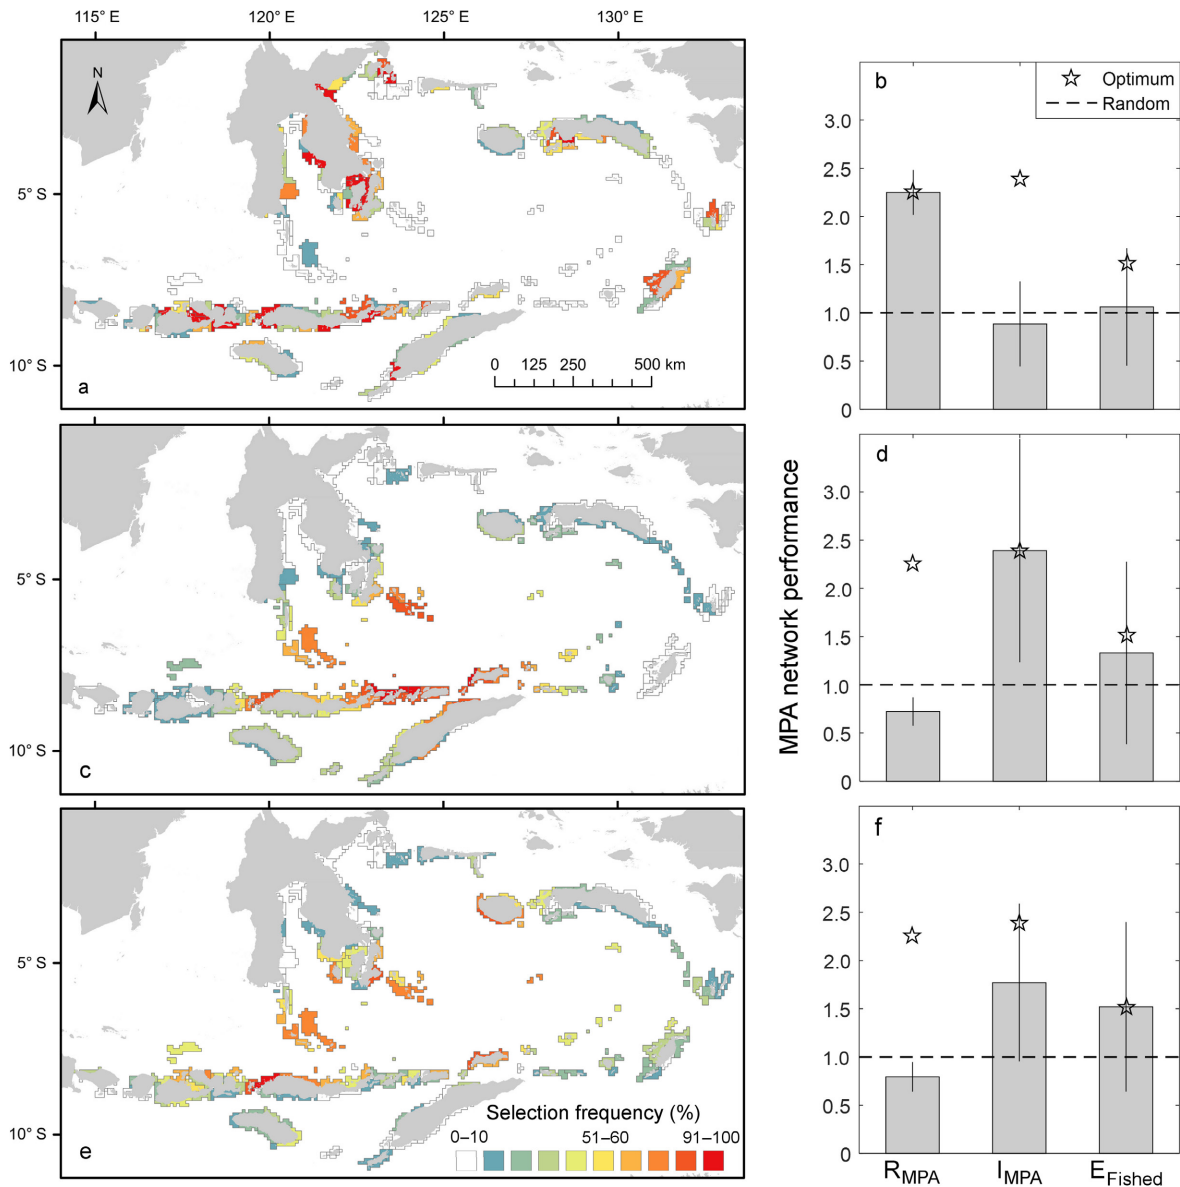 115° E 120° E 125° E 130° E
N
5° S
10° S
0 125 250 500 km
a
b
Optimum
Random
3.0
2.5
2.0
1.5
1.0
0.5
0
5° S
10° S
c
d
3.0
2.5
2.0
1.5
1.0
0.5
0
MPA network performance
5° S
10° S
Selection frequency (%)
0–10 51–60 91–100
e
f
3.0
2.5
2.0
1.5
1.0
0.5
0
RMPA IMPA EFished